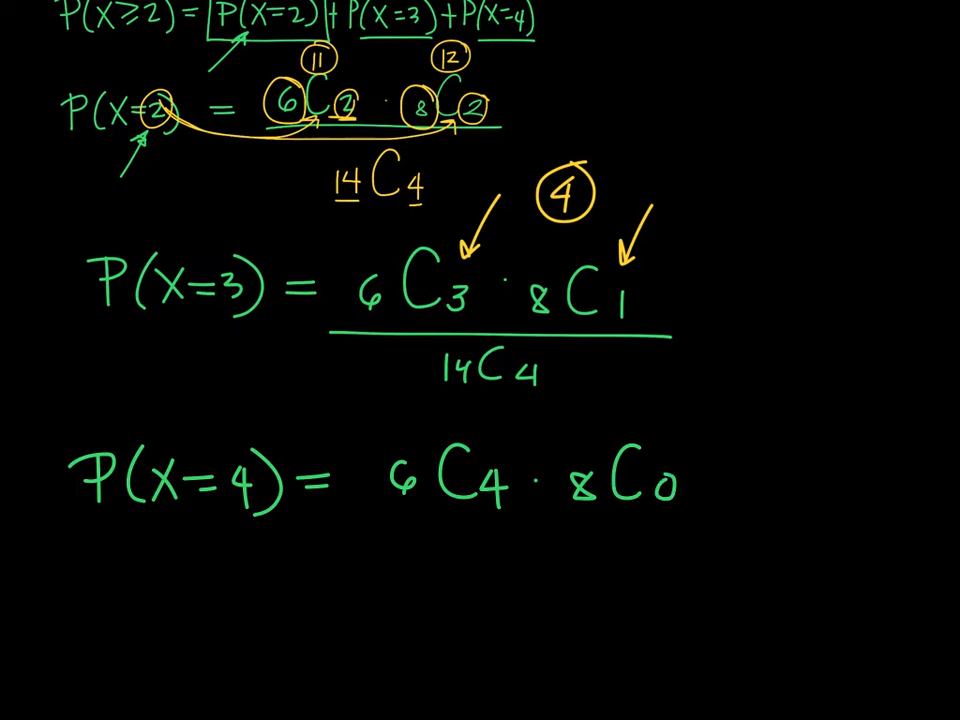 P(X≥2) = P(X=2) + P(X=3) + P(X=4)
11 12
P(X=2) = 6C2 · 8C2
14C4
4
P(X=3) = 6C3 · 8C1
14C4
P(X=4) = 6C4 · 8C0